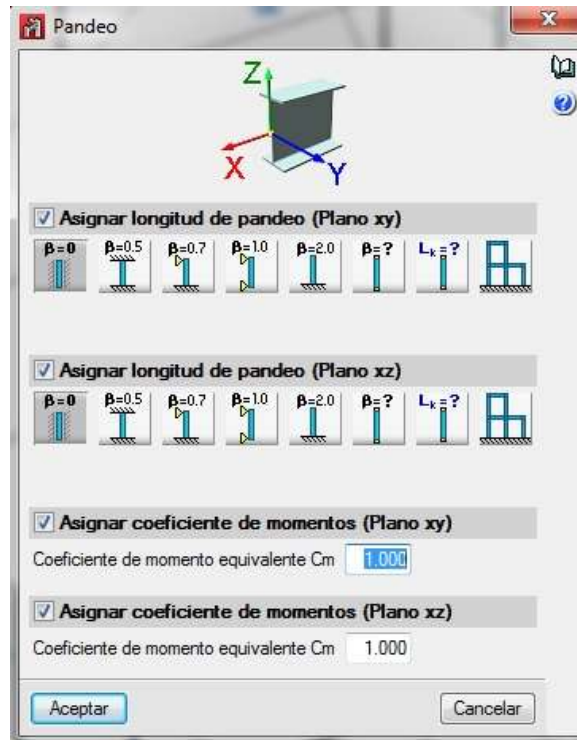 Pandeo
Z
X
Y
Asignar longitud de pandeo (Plano xy)
β=0 β=0.5 β=0.7 β=1.0 β=2.0 β=? Lk=?
Asignar longitud de pandeo (Plano xz)
β=0 β=0.5 β=0.7 β=1.0 β=2.0 β=? Lk=?
Asignar coeficiente de momentos (Plano xy)
Coeficiente de momento equivalente Cm 1.000
Asignar coeficiente de momentos (Plano xz)
Coeficiente de momento equivalente Cm 1.000
Aceptar Cancelar